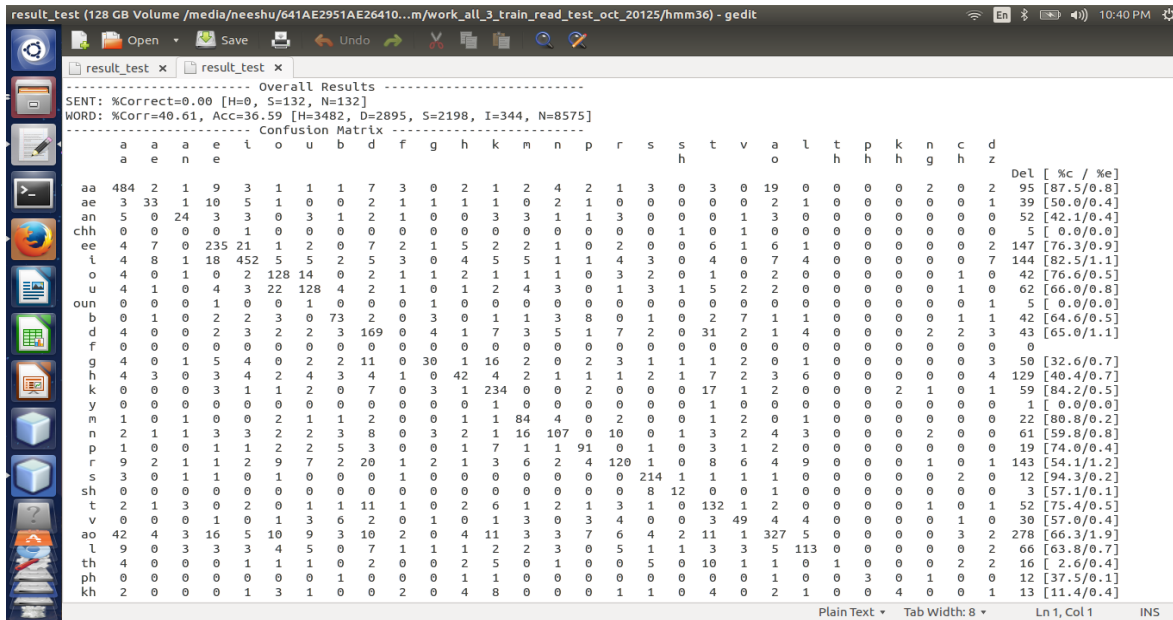 result_test (128 GB Volume /media/neeshu/641AE2951AE26410...m/work_all_3_train_read_test_oct_20125/hmm36) - gedit En 10:40 PM
Open Save Undo
result_test × result_test ×
------------------------ Overall Results --------------------------
SENT: %Correct=0.00 [H=0, S=132, N=132]
WORD: %Corr=40.61, Acc=36.59 [H=3482, D=2895, S=2198, I=344, N=8575]
------------------------ Confusion Matrix -------------------------
a a a e i o u b d f g h k m n p r s s t v a l t p k n c d
a e n e h o h h h g h z
Del [ %c / %e]
aa 484 2 1 9 3 1 1 1 7 3 0 2 1 2 4 2 1 3 0 3 0 19 0 0 0 0 2 0 2 95 [87.5/0.8]
ae 3 33 1 10 5 1 0 0 2 1 1 1 1 0 2 1 0 0 0 0 0 2 1 0 0 0 0 0 1 39 [50.0/0.4]
an 5 0 24 3 3 0 3 1 2 1 0 0 3 3 1 1 3 0 0 0 1 3 0 0 0 0 0 0 0 52 [42.1/0.4]
chh 0 0 0 0 1 0 0 0 0 0 0 0 0 0 0 0 0 0 1 0 1 0 0 0 0 0 0 0 0 5 [ 0.0/0.0]
ee 4 7 0 235 21 1 2 0 7 2 1 5 2 2 1 0 2 0 0 6 1 6 1 0 0 0 0 0 2 147 [76.3/0.9]
i 4 8 1 18 452 5 5 2 5 3 0 4 5 5 1 1 4 3 0 4 0 7 4 0 0 0 0 0 7 144 [82.5/1.1]
o 4 0 1 0 2 128 14 0 2 1 1 2 1 1 1 0 3 2 0 1 0 2 0 0 0 0 0 1 0 42 [76.6/0.5]
u 4 1 0 4 3 22 128 4 2 1 0 1 2 4 3 0 1 3 1 5 2 2 0 0 0 0 0 1 0 62 [66.0/0.8]
oun 0 0 0 1 0 0 1 0 0 0 1 0 0 0 0 0 0 0 0 0 0 0 0 0 0 0 0 0 1 5 [ 0.0/0.0]
b 0 1 0 2 2 3 0 73 2 0 3 0 1 1 3 8 0 1 0 2 7 1 1 0 0 0 0 1 1 42 [64.6/0.5]
d 4 0 0 2 3 2 2 3 169 0 4 1 7 3 5 1 7 2 0 31 2 1 4 0 0 0 2 2 3 43 [65.0/1.1]
f 0 0 0 0 0 0 0 0 0 0 0 0 0 0 0 0 0 0 0 0 0 0 0 0 0 0 0 0 0 0
g 4 0 1 5 4 0 2 2 11 0 30 1 16 2 0 2 3 1 1 1 2 0 1 0 0 0 0 0 3 50 [32.6/0.7]
h 4 3 0 3 4 2 4 3 4 1 0 42 4 2 1 1 1 2 1 7 2 3 6 0 0 0 0 0 4 129 [40.4/0.7]
k 0 0 0 3 1 1 2 0 7 0 3 1 234 0 0 2 0 0 0 17 1 2 0 0 0 2 1 0 1 59 [84.2/0.5]
y 0 0 0 0 0 0 0 0 0 0 0 0 1 0 0 0 0 0 0 1 0 0 0 0 0 0 0 0 0 1 [ 0.0/0.0]
m 1 0 1 0 0 2 1 1 2 0 0 1 1 84 4 0 2 0 0 1 2 0 1 0 0 0 0 0 0 22 [80.8/0.2]
n 2 1 1 3 3 2 2 3 8 0 3 2 1 16 107 0 10 0 1 3 2 4 3 0 0 0 2 0 0 61 [59.8/0.8]
p 1 0 0 1 1 2 2 5 3 0 0 1 7 1 1 91 0 1 0 3 1 2 0 0 0 0 0 0 0 19 [74.0/0.4]
r 9 2 1 1 2 9 7 2 20 1 2 1 3 6 2 4 120 1 0 8 6 4 9 0 0 0 1 0 1 143 [54.1/1.2]
s 3 0 1 1 0 1 0 0 1 1 0 1 0 0 0 0 0 214 1 1 1 1 0 0 0 0 0 2 0 12 [94.3/0.2]
sh 0 0 0 0 0 0 0 0 0 0 0 0 0 0 0 0 0 8 12 0 0 1 0 0 0 0 0 0 0 3 [57.1/0.1]
t 2 1 3 0 2 0 1 1 11 1 0 2 6 1 2 1 3 1 0 132 1 2 0 0 0 0 1 0 1 52 [75.4/0.5]
v 0 0 0 1 0 1 3 6 2 0 1 0 1 3 0 3 4 0 0 3 49 4 4 0 0 0 0 1 0 30 [57.0/0.4]
ao 42 4 3 16 5 10 9 3 10 2 0 4 11 3 3 7 6 4 2 11 1 327 5 0 0 0 0 3 2 278 [66.3/1.9]
l 9 0 3 3 3 4 5 0 7 1 1 1 2 2 3 0 5 1 1 3 3 5 113 0 0 0 0 0 2 66 [63.8/0.7]
th 4 0 0 0 1 1 1 0 2 0 0 2 5 0 1 0 0 5 0 10 1 1 0 1 0 0 0 2 2 16 [ 2.6/0.4]
ph 0 0 0 0 0 0 0 1 0 0 0 1 1 0 0 0 0 0 0 0 0 1 0 0 3 0 1 0 0 12 [37.5/0.1]
kh 2 0 0 0 1 3 1 0 0 2 0 4 8 0 0 0 1 1 0 4 0 2 1 0 0 4 0 0 1 13 [11.4/0.4]
Plain Text Tab Width: 8 Ln 1, Col 1 INS